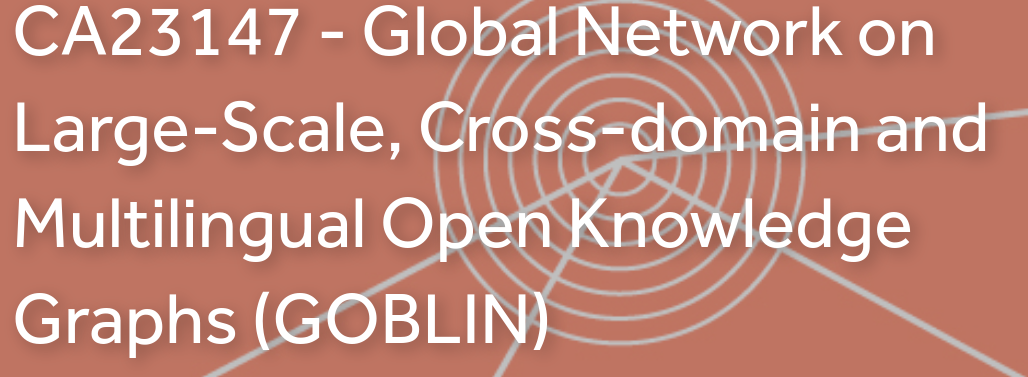 CA23147 - Global Network on
Large-Scale, Cross-domain and
Multilingual Open Knowledge
Graphs (GOBLIN)